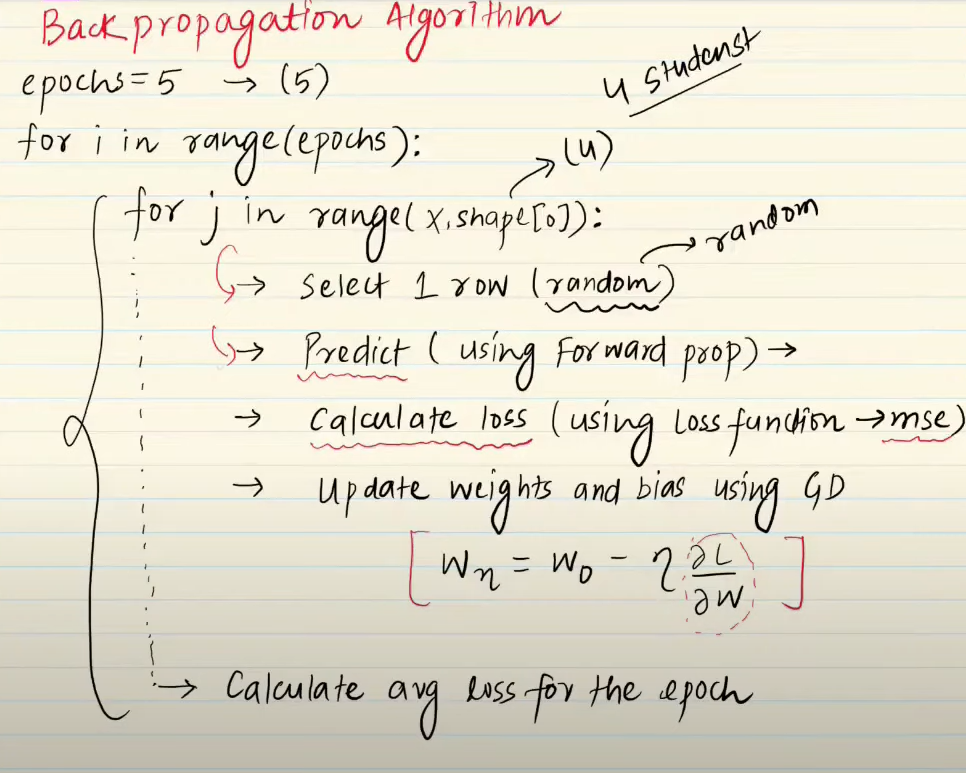 Backpropagation Algorithm
epochs=5 → (5)
4 Studenst
for i in range(epochs):
(4)
for j in range(X.shape[0]):
random
→ Select 1 row (random)
→ Predict (using Forward prop) →
→ Calculate loss (using Loss function → mse)
→ Update weights and bias using GD
[Wn = Wo - η ∂L/∂W]
→ Calculate avg loss for the epoch